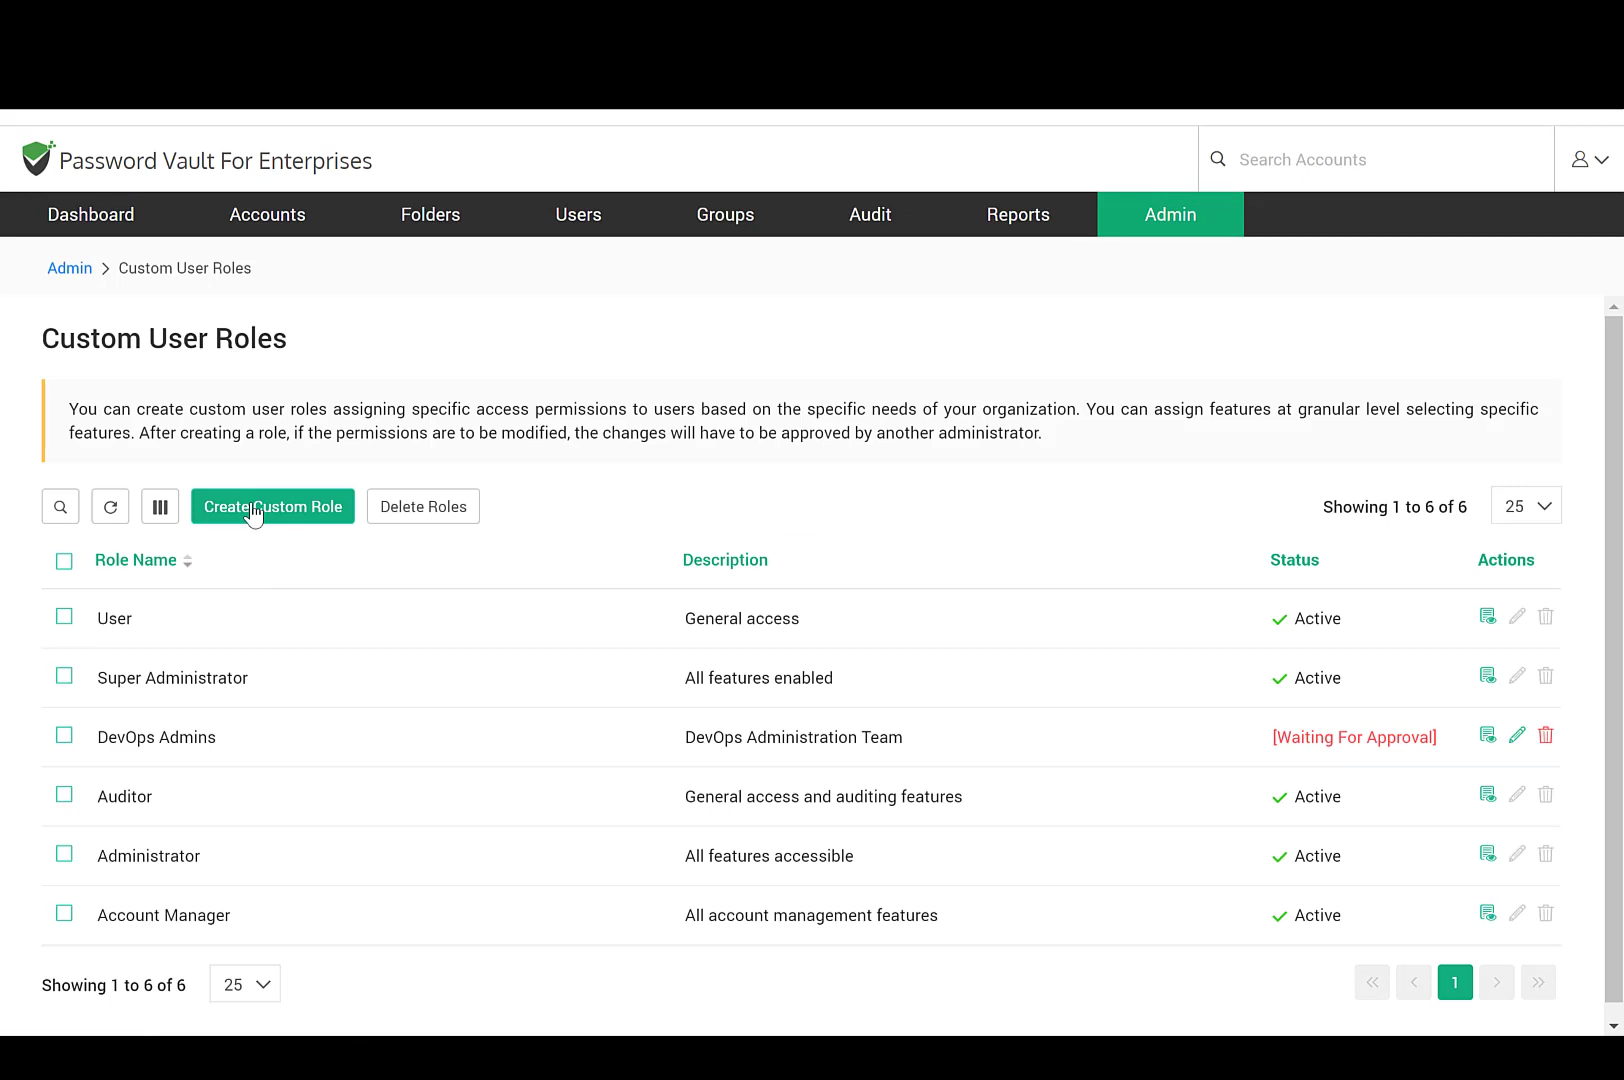 Password Vault For Enterprises
Search Accounts
Dashboard Accounts Folders Users Groups Audit Reports Admin
Admin > Custom User Roles
Custom User Roles
You can create custom user roles assigning specific access permissions to users based on the specific needs of your organization. You can assign features at granular level selecting specific
features. After creating a role, if the permissions are to be modified, the changes will have to be approved by another administrator.
Create Custom Role Delete Roles Showing 1 to 6 of 6 25
Role Name Description Status Actions
User General access Active
Super Administrator All features enabled Active
DevOps Admins DevOps Administration Team [Waiting For Approval]
Auditor General access and auditing features Active
Administrator All features accessible Active
Account Manager All account management features Active
Showing 1 to 6 of 6 25 « < 1 > »